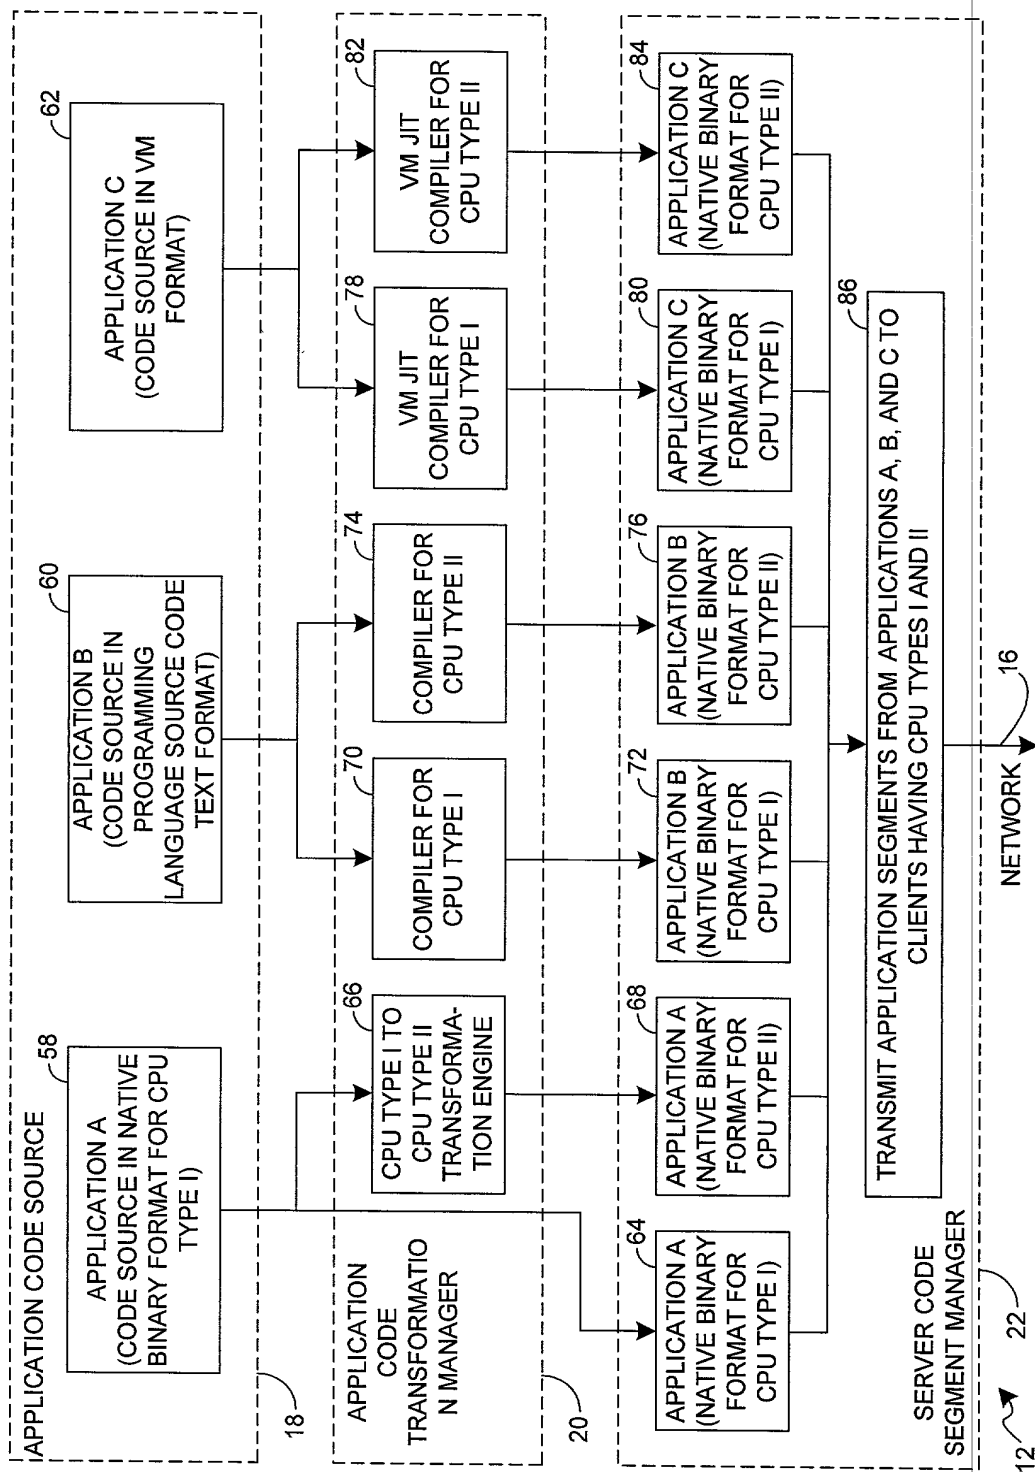 APPLICATION CODE SOURCE
58
APPLICATION A
(CODE SOURCE IN NATIVE
BINARY FORMAT FOR CPU
TYPE I)
60
APPLICATION B
(CODE SOURCE IN
PROGRAMMING
LANGUAGE SOURCE CODE
TEXT FORMAT)
62
APPLICATION C
(CODE SOURCE IN VM
FORMAT)
18
APPLICATION
CODE
TRANSFORMATIO
N MANAGER
66
CPU TYPE I TO
CPU TYPE II
TRANSFORMA-
TION ENGINE
70
COMPILER FOR
CPU TYPE I
74
COMPILER FOR
CPU TYPE II
78
VM JIT
COMPILER FOR
CPU TYPE I
82
VM JIT
COMPILER FOR
CPU TYPE II
20
64
APPLICATION A
(NATIVE BINARY
FORMAT FOR
CPU TYPE I)
68
APPLICATION A
(NATIVE BINARY
FORMAT FOR
CPU TYPE II)
72
APPLICATION B
(NATIVE BINARY
FORMAT FOR
CPU TYPE I)
76
APPLICATION B
(NATIVE BINARY
FORMAT FOR
CPU TYPE II)
80
APPLICATION C
(NATIVE BINARY
FORMAT FOR
CPU TYPE I)
84
APPLICATION C
(NATIVE BINARY
FORMAT FOR
CPU TYPE II)
86
TRANSMIT APPLICATION SEGMENTS FROM APPLICATIONS A, B, AND C TO
CLIENTS HAVING CPU TYPES I AND II
SERVER CODE
SEGMENT MANAGER
22
NETWORK
16
12